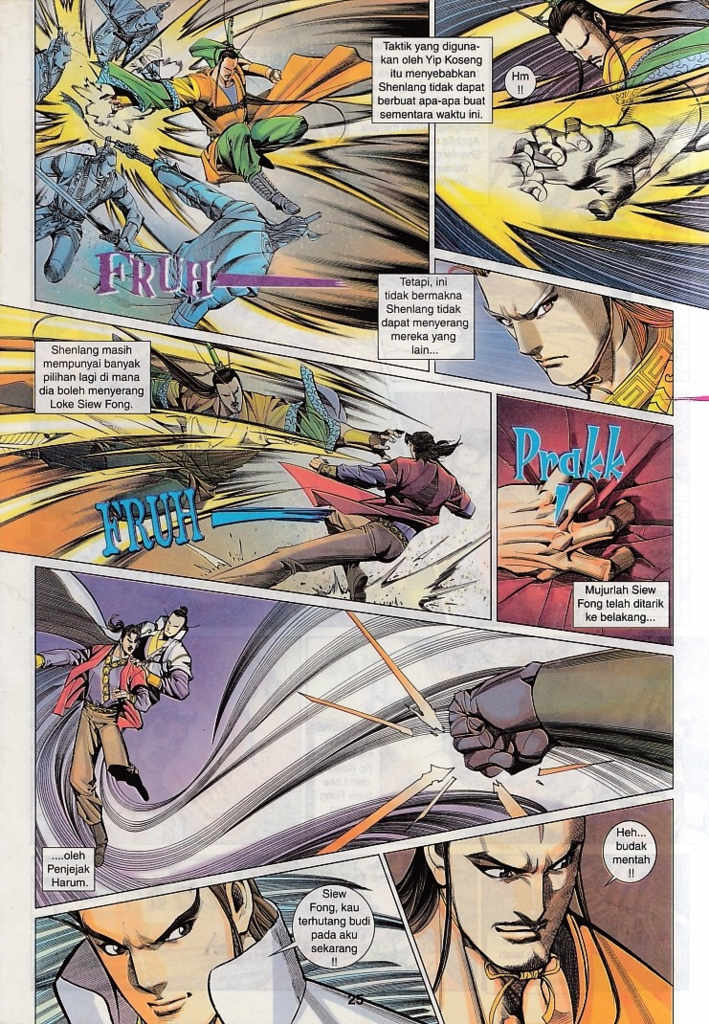 Taktik yang diguna-
kan oleh Yip Koseng
itu menyebabkan
Shenlang tidak dapat
berbuat apa-apa buat
sementara waktu ini.
Hm
!!
FRUH
Tetapi, ini
tidak bermakna
Shenlang tidak
dapat menyerang
mereka yang
lain...
Shenlang masih
mempunyai banyak
pilihan lagi di mana
dia boleh menyerang
Loke Siew Fong.
FRUH
Prakk
!
Mujurlah Siew
Fong telah ditarik
ke belakang...
....oleh
Penjejak
Harum.
Siew
Fong, kau
terhutang budi
pada aku
sekarang
!!
Heh...
budak
mentah
!!
25